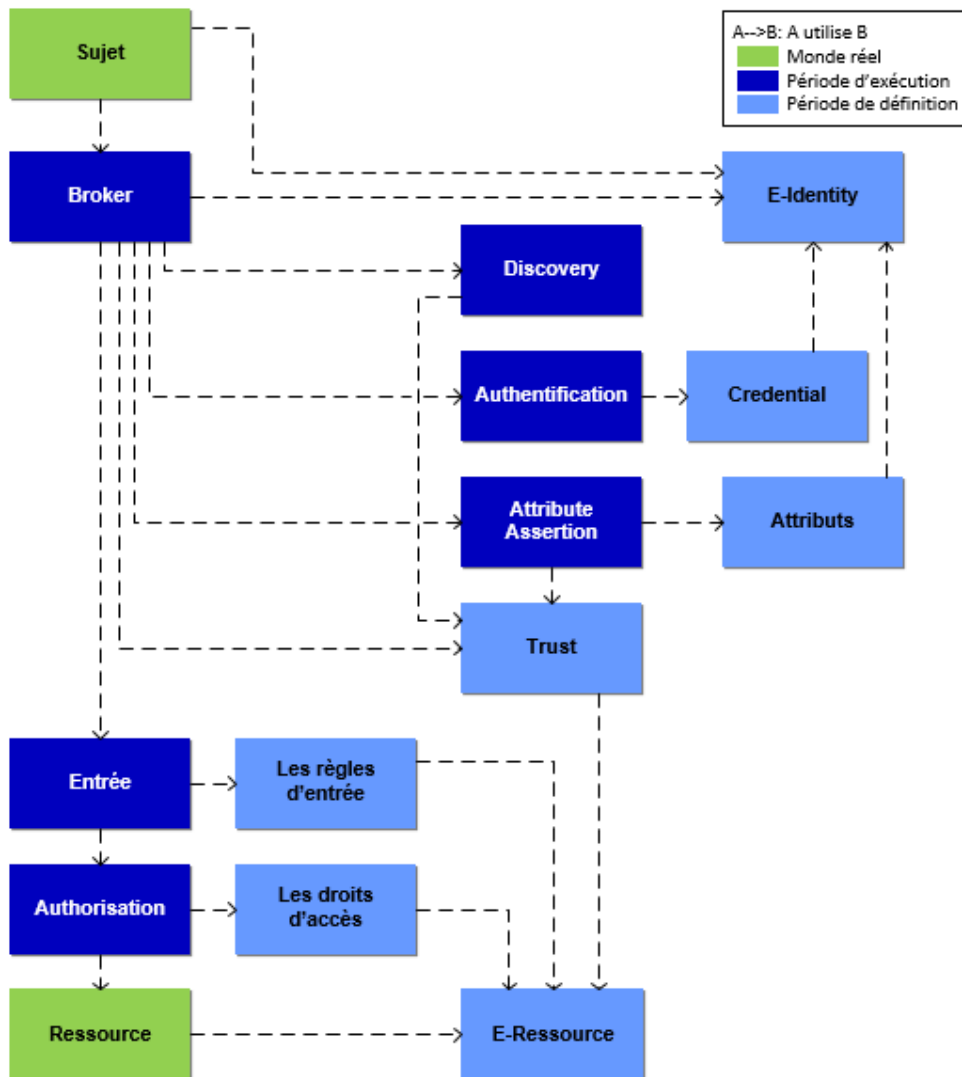 Sujet
A-->B: A utilise B
Monde réel
Période d'exécution
Période de définition
Broker
E-Identity
Discovery
Authentification
Credential
Attribute
Assertion
Attributs
Trust
Entrée
Les règles
d'entrée
Authorisation
Les droits
d'accès
Ressource
E-Ressource